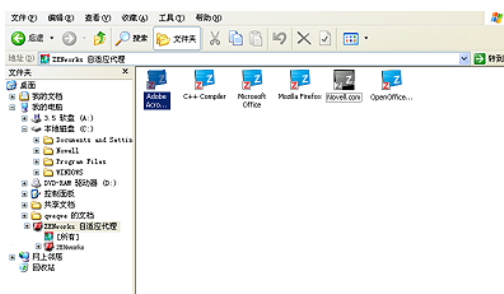 文件(F) 编辑(E) 查看(V) 收藏(A) 工具(T) 帮助(H)
后退 搜索 文件夹
地址(D) ZENworks 自适应代理 转到
文件夹 ×
桌面
我的文档
我的电脑
3.5 软盘 (A:)
本地磁盘 (C:)
Documents and Settin
Novell
Program Files
WINDOWS
DVD-RAM 驱动器 (D:)
控制面板
共享文档
qweqwe 的文档
ZENworks 自适应代理
[所有]
ZENworks
网上邻居
回收站
Adobe Acro...
C++ Compiler
Microsoft Office
Mozilla Firefox
Novell.com
OpenOffice...